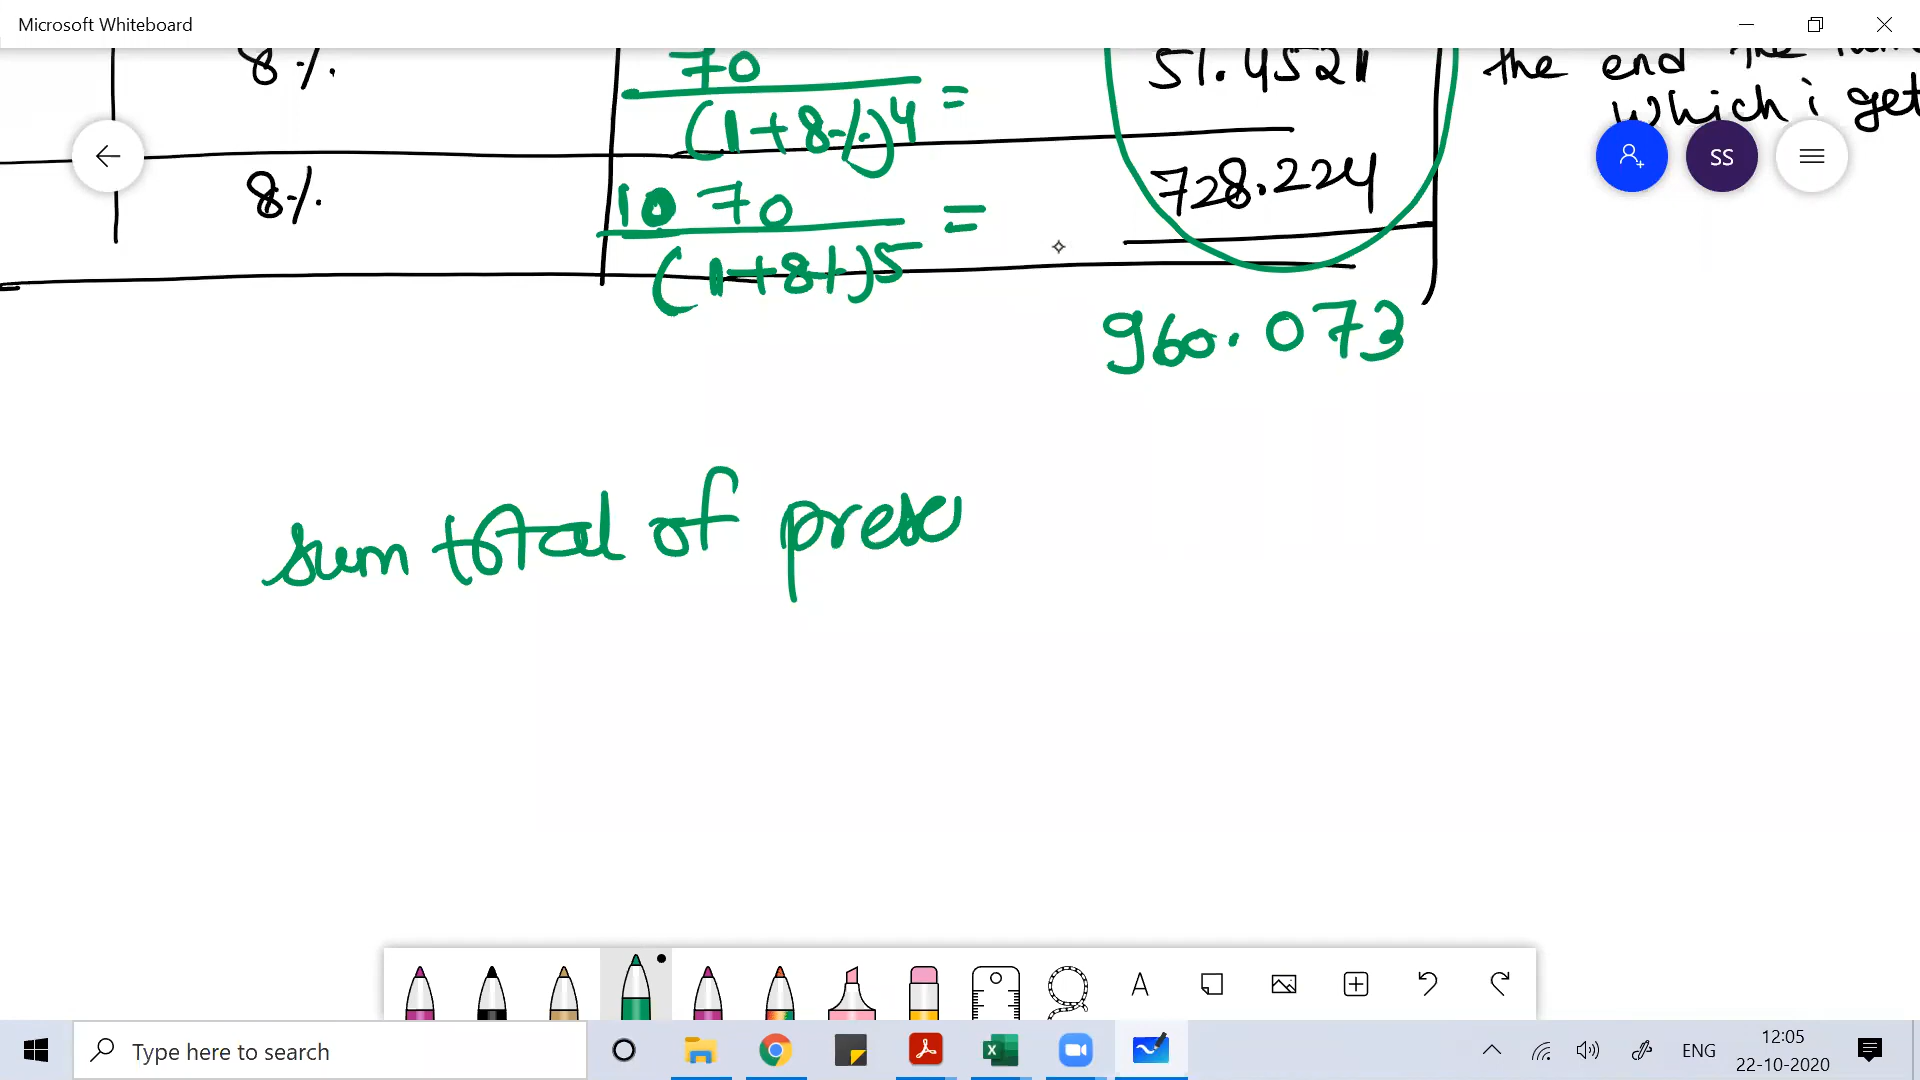 Microsoft Whiteboard
8%
70
(1+8%)^4
=
51.4521
the end the
which i get
SS
8%
1070
(1+8%)^5
=
728.224
960.073
sum total of prese
A
Type here to search
ENG
12:05
22-10-2020